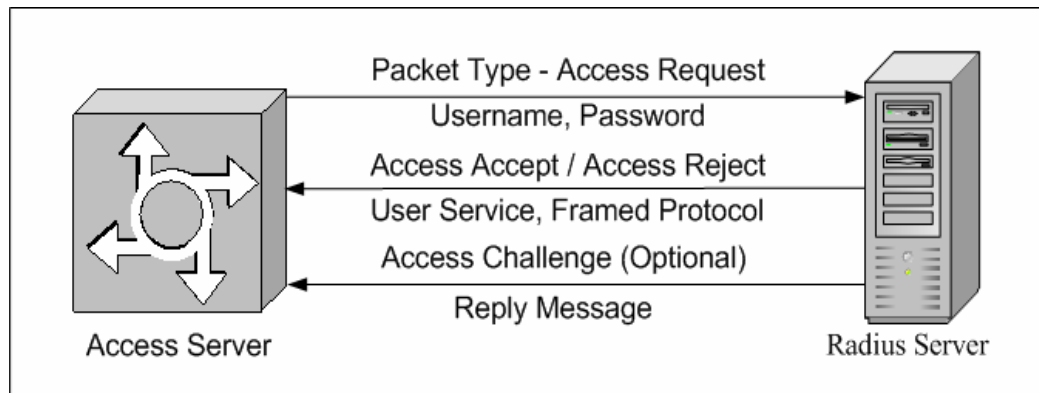 Packet Type - Access Request
Username, Password
Access Accept / Access Reject
User Service, Framed Protocol
Access Challenge (Optional)
Reply Message
Access Server
Radius Server